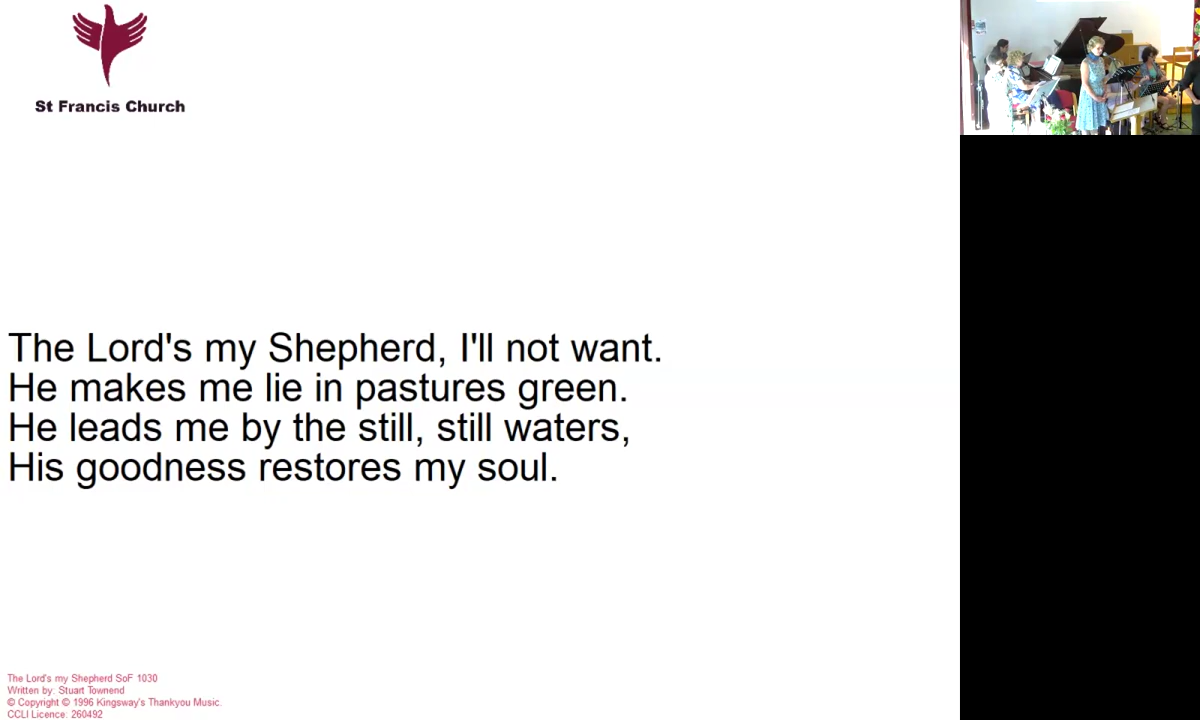 St Francis Church
The Lord's my Shepherd, I'll not want.
He makes me lie in pastures green.
He leads me by the still, still waters,
His goodness restores my soul.
The Lord's my Shepherd SoF 1030
Written by: Stuart Townend
© Copyright © 1996 Kingsway's Thankyou Music.
CCLI Licence: 260492